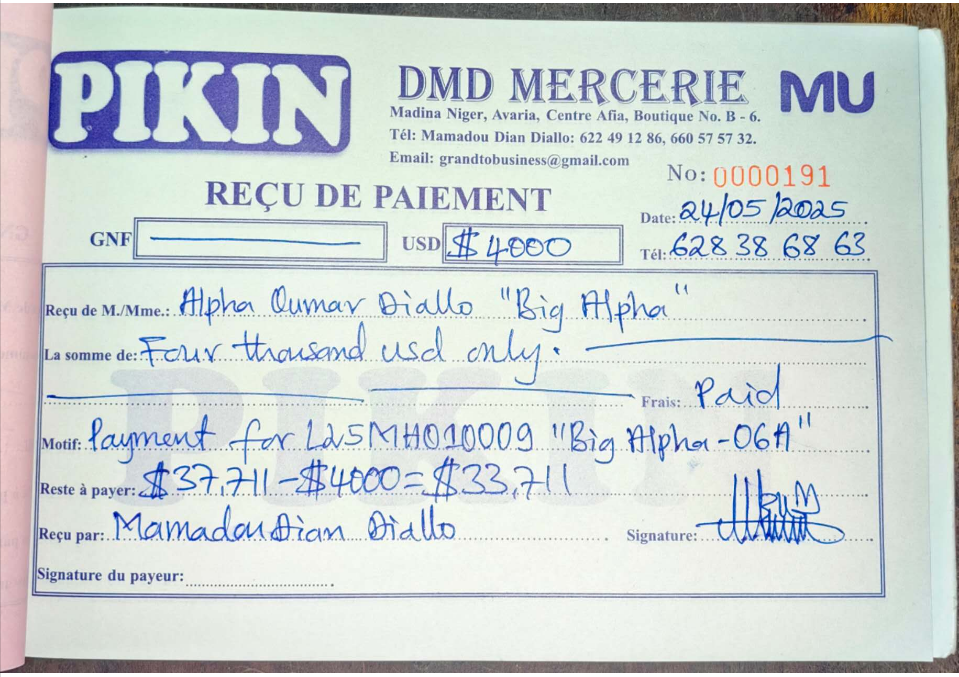 PIKIN
DMD MERCERIE
MU
Madina Niger, Avaria, Centre Afia, Boutique No. B - 6.
Tél: Mamadou Dian Diallo: 622 49 12 86, 660 57 57 32.
Email: grandtobusiness@gmail.com
No: 0000191
REÇU DE PAIEMENT
Date: 24/05/2025
GNF
USD $4000
Tél: 628 38 68 63
Reçu de M./Mme.: Alpha Oumar Diallo "Big Alpha"
La somme de: Four thousand usd only.
Frais: Paid
Motif: Payment for L25MH010009 "Big Alpha-06A"
Reste à payer: $37,711-$4000=$33,711
Reçu par: Mamadou Dian Diallo
Signature:
Signature du payeur:
PIKIN